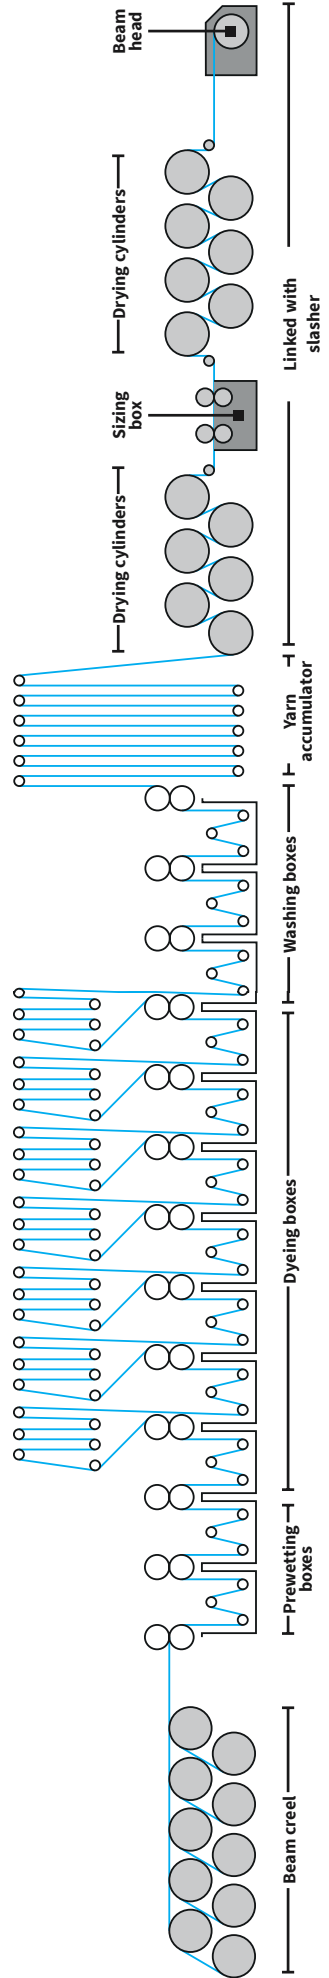 Beam
head
Drying cylinders
Linked with
slasher
Sizing
box
Drying cylinders
Yarn
accumulator
Washing boxes
Dyeing boxes
Prewetting
boxes
Beam creel